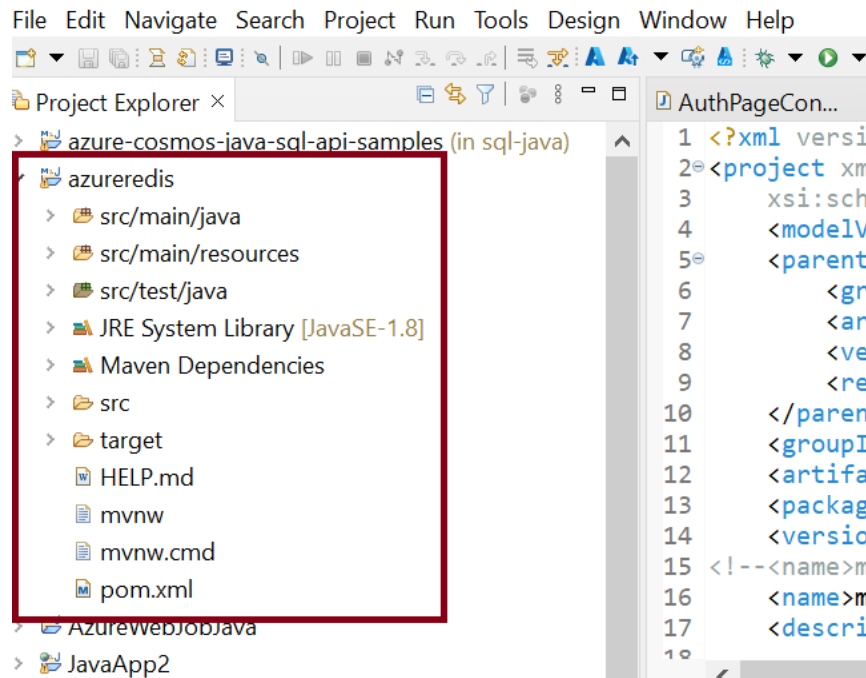 File Edit Navigate Search Project Run Tools Design Window Help
Project Explorer
azure-cosmos-java-sql-api-samples (in sql-java)
azureredis
src/main/java
src/main/resources
src/test/java
JRE System Library [JavaSE-1.8]
Maven Dependencies
src
target
HELP.md
mvnw
mvnw.cmd
pom.xml
AzureWebJobJava
JavaApp2
AuthPageCon...
1 <?xml versi
2 <project xm
3 xsi:sch
4 <modelV
5 <parent
6 <gr
7 <ar
8 <ve
9 <re
10 </paren
11 <groupI
12 <artifa
13 <packag
14 <versio
15 <!--<name>m
16 <name>m
17 <descri
18